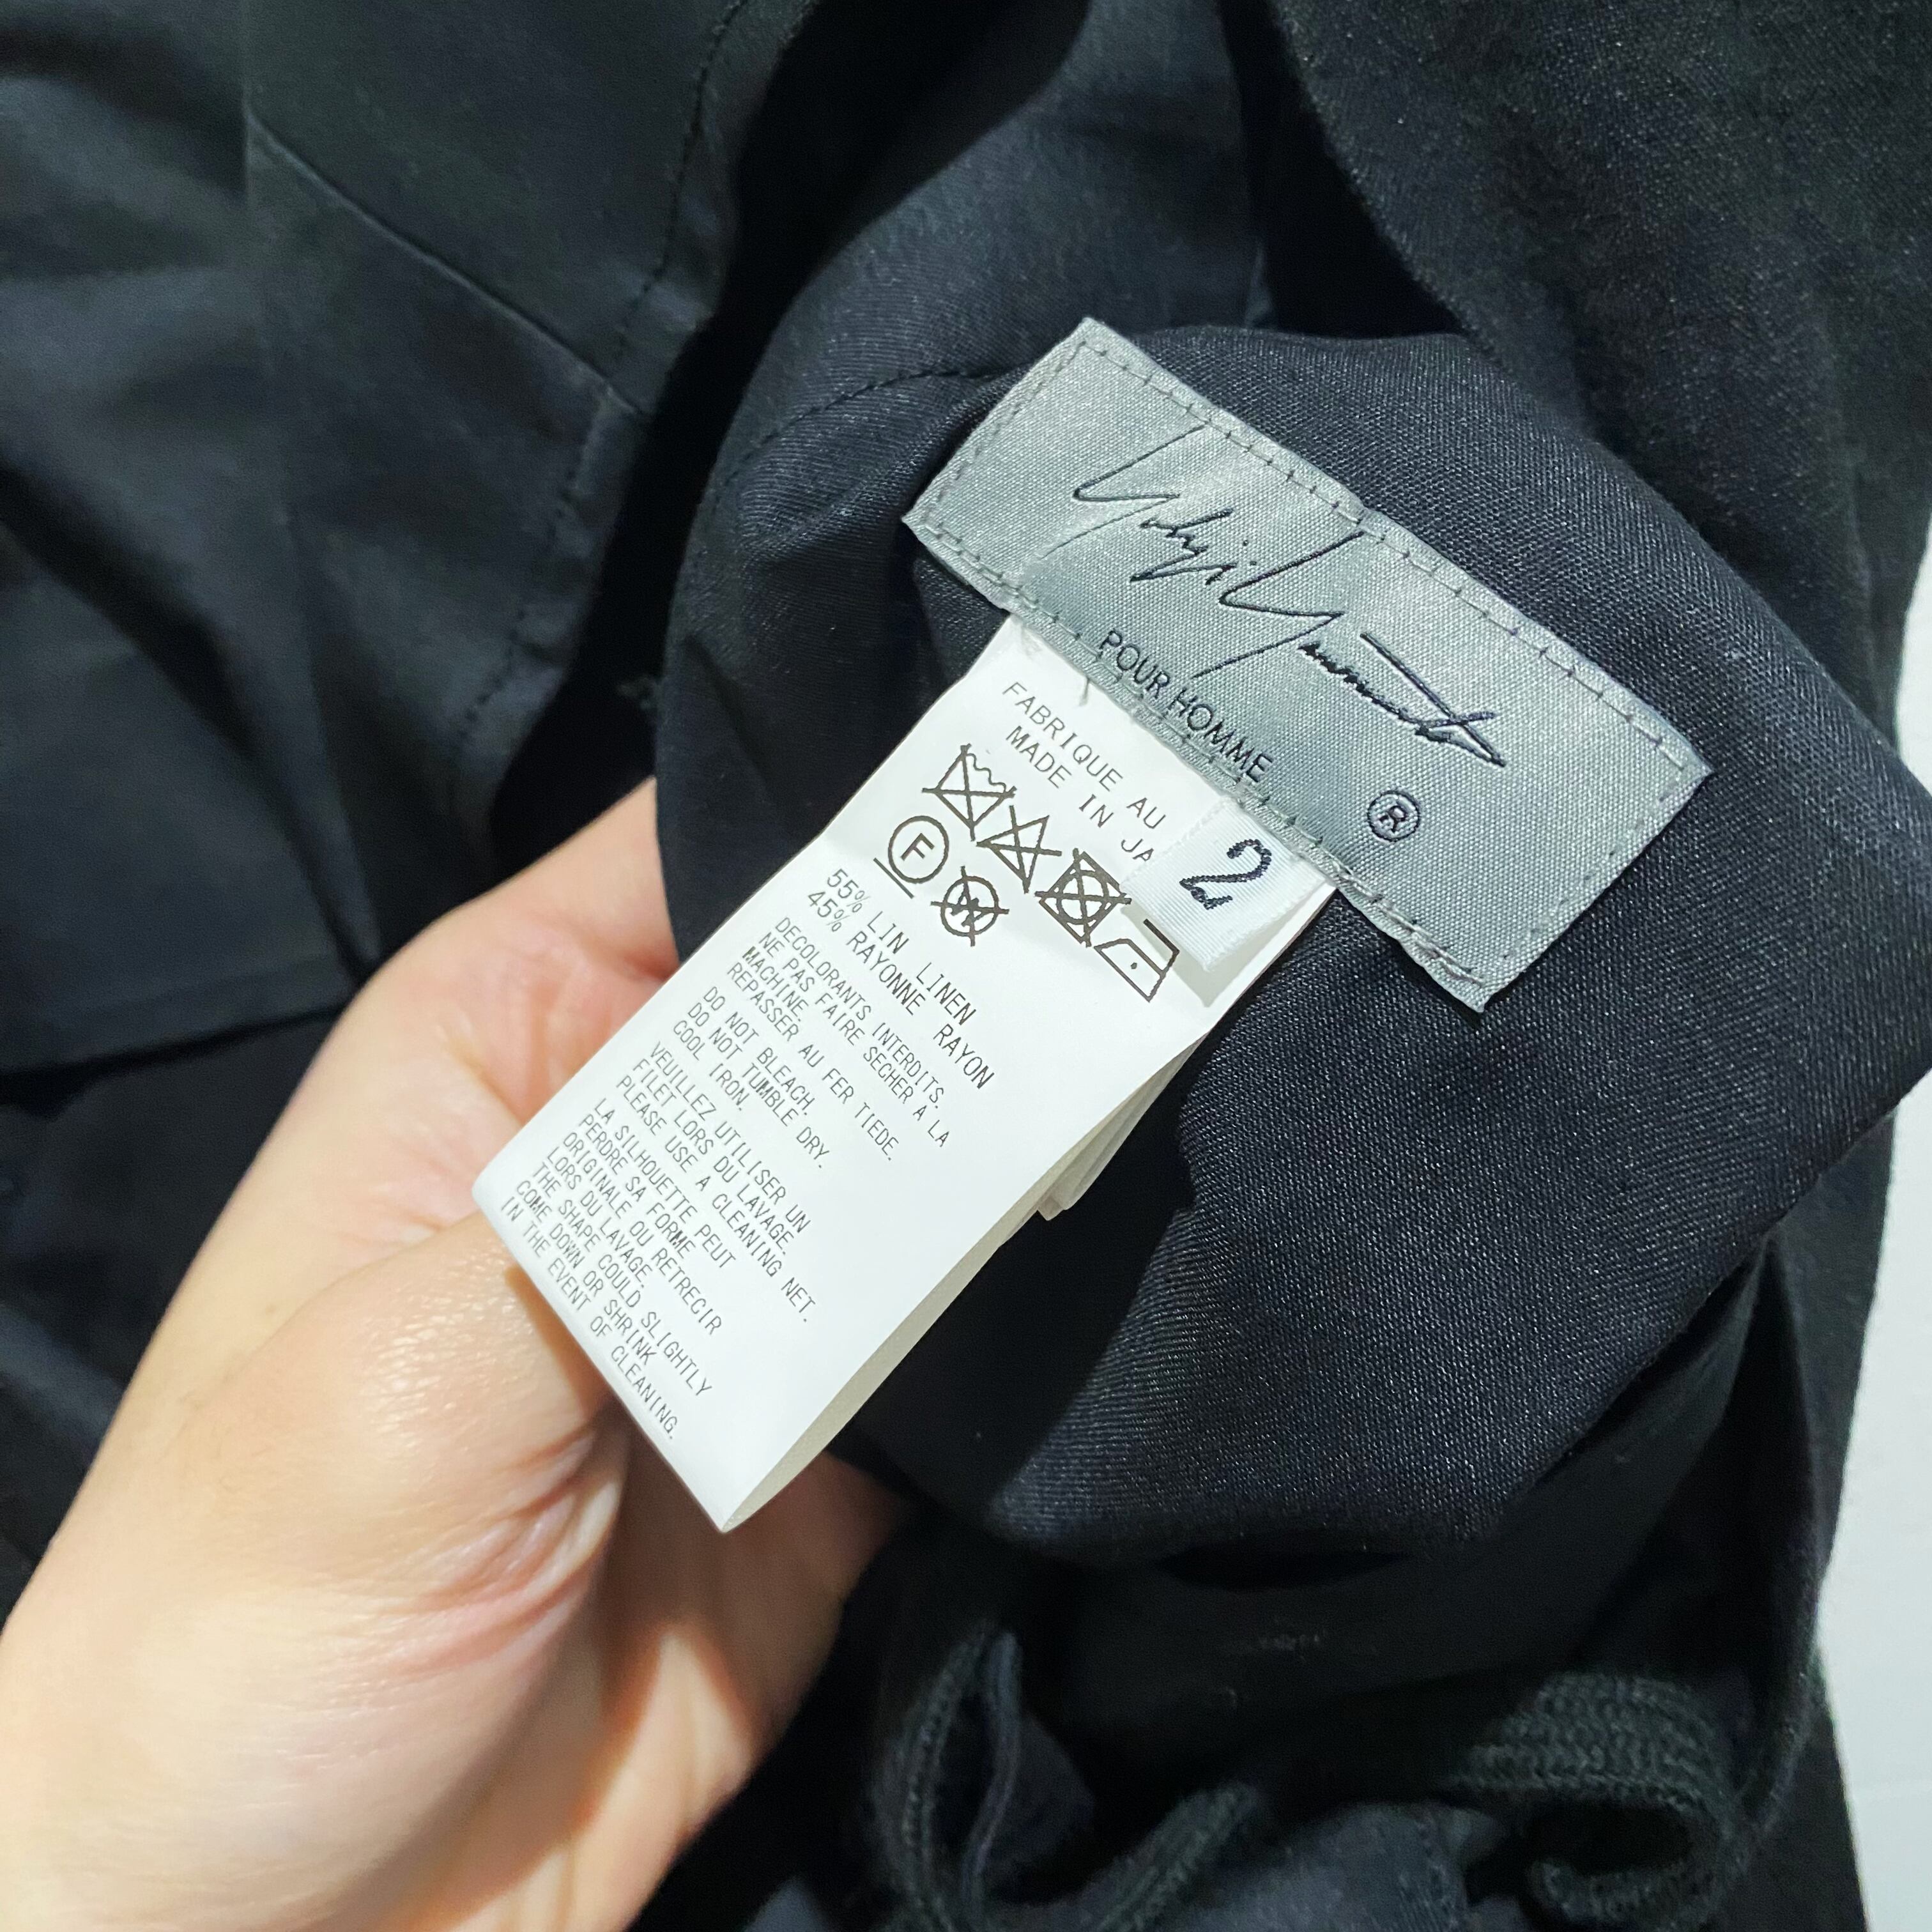 Yohji Yamamoto
POUR HOMME
®
2
FABRIQUE AU
MADE IN JA
F
W
55% LIN LINEN
45% RAYONNE RAYON
DECOLORANTS INTERDITS.
NE PAS FAIRE SECHER A LA
MACHINE.
REPASSER AU FER TIEDE.
DO NOT BLEACH.
DO NOT TUMBLE DRY.
COOL IRON.
VEUILLEZ UTILISER UN
FILET LORS DU LAVAGE.
PLEASE USE A CLEANING NET.
LA SILHOUETTE PEUT
PERDRE SA FORME
ORIGINALE OU RETRECIR
LORS DU LAVAGE.
THE SHAPE COULD SLIGHTLY
COME DOWN OR SHRINK
IN THE EVENT OF CLEANING.